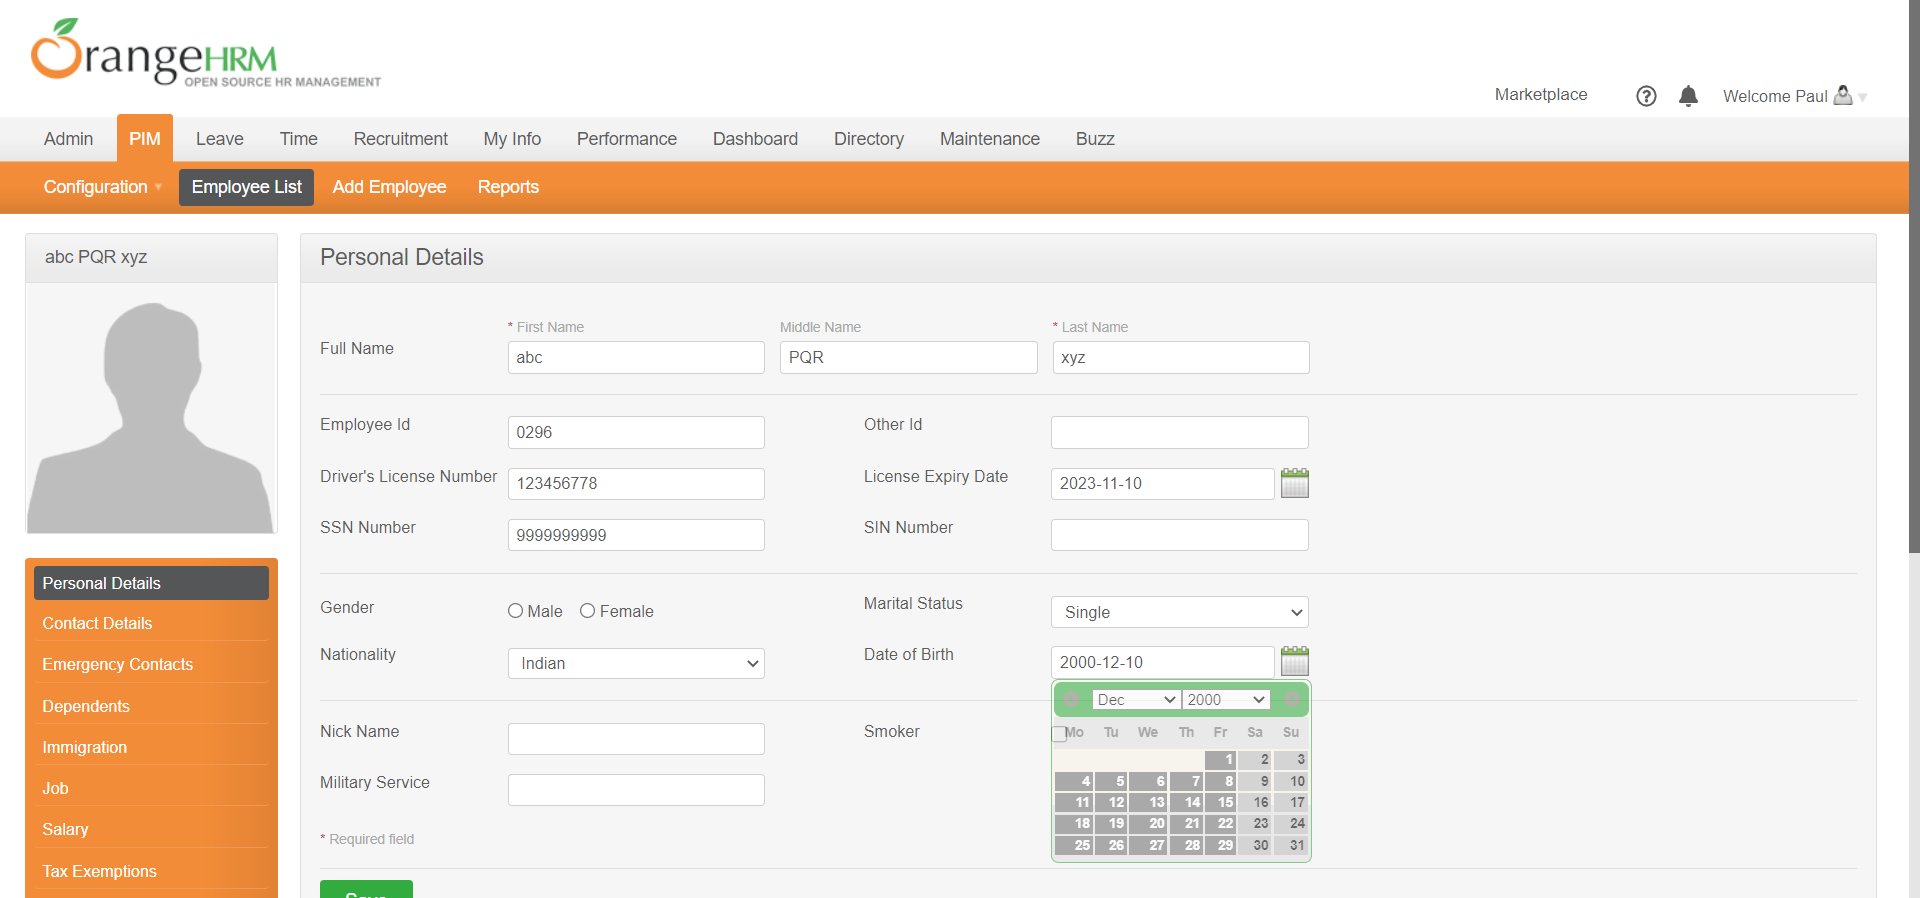 OrangeHRM
OPEN SOURCE HR MANAGEMENT
Marketplace
Welcome Paul
Admin PIM Leave Time Recruitment My Info Performance Dashboard Directory Maintenance Buzz
Configuration Employee List Add Employee Reports
abc PQR xyz
Personal Details
* First Name Middle Name * Last Name
Full Name abc PQR xyz
Employee Id 0296 Other Id
Driver's License Number 123456778 License Expiry Date 2023-11-10
SSN Number 9999999999 SIN Number
Gender Male Female Marital Status Single
Nationality Indian Date of Birth 2000-12-10
Dec 2000
Nick Name Smoker
Mo Tu We Th Fr Sa Su
1 2 3
4 5 6 7 8 9 10
11 12 13 14 15 16 17
18 19 20 21 22 23 24
25 26 27 28 29 30 31
Military Service
* Required field
Save
Personal Details
Contact Details
Emergency Contacts
Dependents
Immigration
Job
Salary
Tax Exemptions